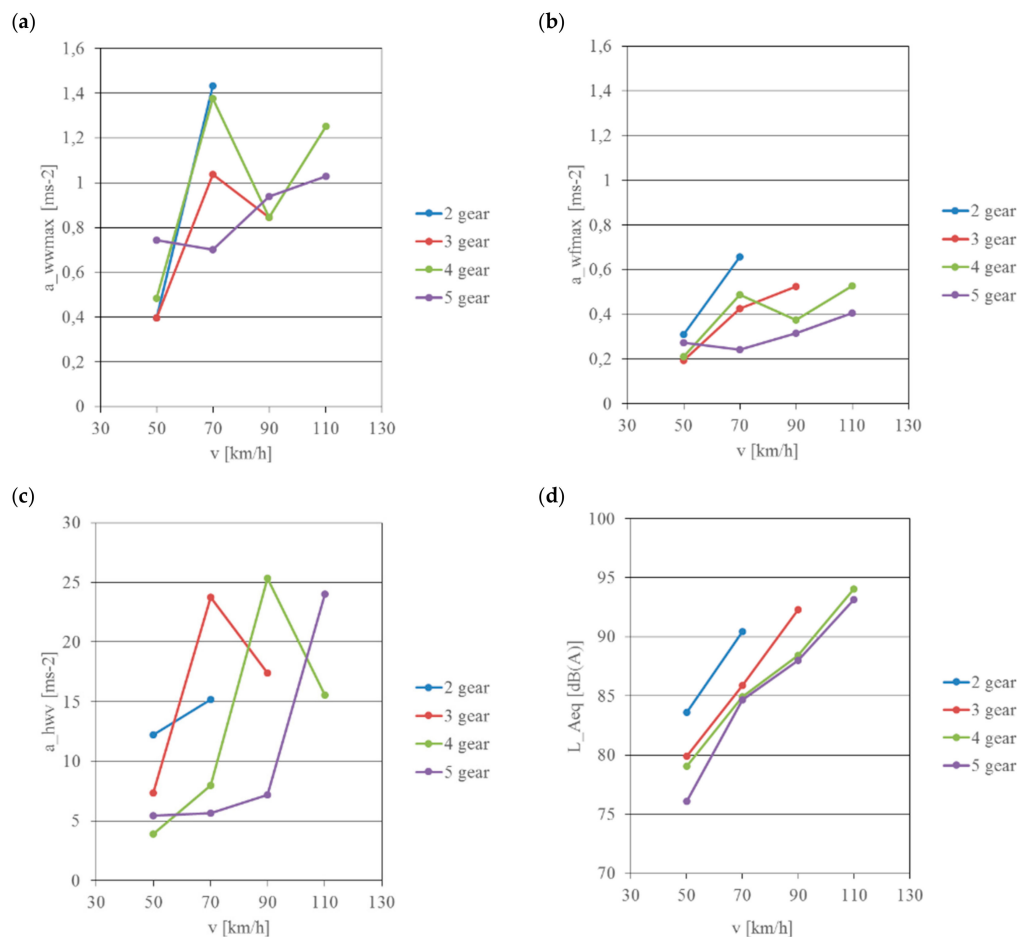 (a)
1,6
1,4
1,2
1
0,8
0,6
0,4
0,2
0
a_wwmax [ms-2]
30 50 70 90 110 130
v [km/h]
2 gear
3 gear
4 gear
5 gear
(b)
1,6
1,4
1,2
1
0,8
0,6
0,4
0,2
0
a_wfmax [ms-2]
30 50 70 90 110 130
v [km/h]
2 gear
3 gear
4 gear
5 gear
(c)
30
25
20
15
10
5
0
a_hwv [ms-2]
30 50 70 90 110 130
v [km/h]
2 gear
3 gear
4 gear
5 gear
(d)
100
95
90
85
80
75
70
L_Aeq [dB(A)]
30 50 70 90 110 130
v [km/h]
2 gear
3 gear
4 gear
5 gear